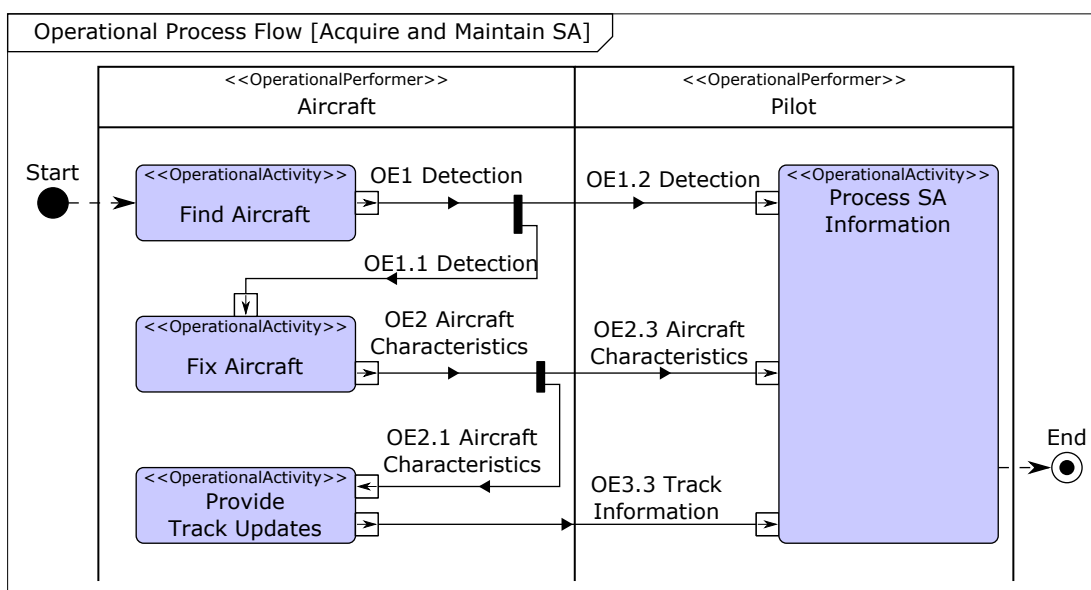 Operational Process Flow [Acquire and Maintain SA]
<<OperationalPerformer>>
Aircraft
<<OperationalPerformer>>
Pilot
Start
<<OperationalActivity>>
Find Aircraft
OE1 Detection
OE1.2 Detection
<<OperationalActivity>>
Process SA
Information
OE1.1 Detection
<<OperationalActivity>>
Fix Aircraft
OE2 Aircraft
Characteristics
OE2.3 Aircraft
Characteristics
OE2.1 Aircraft
Characteristics
End
<<OperationalActivity>>
Provide
Track Updates
OE3.3 Track
Information